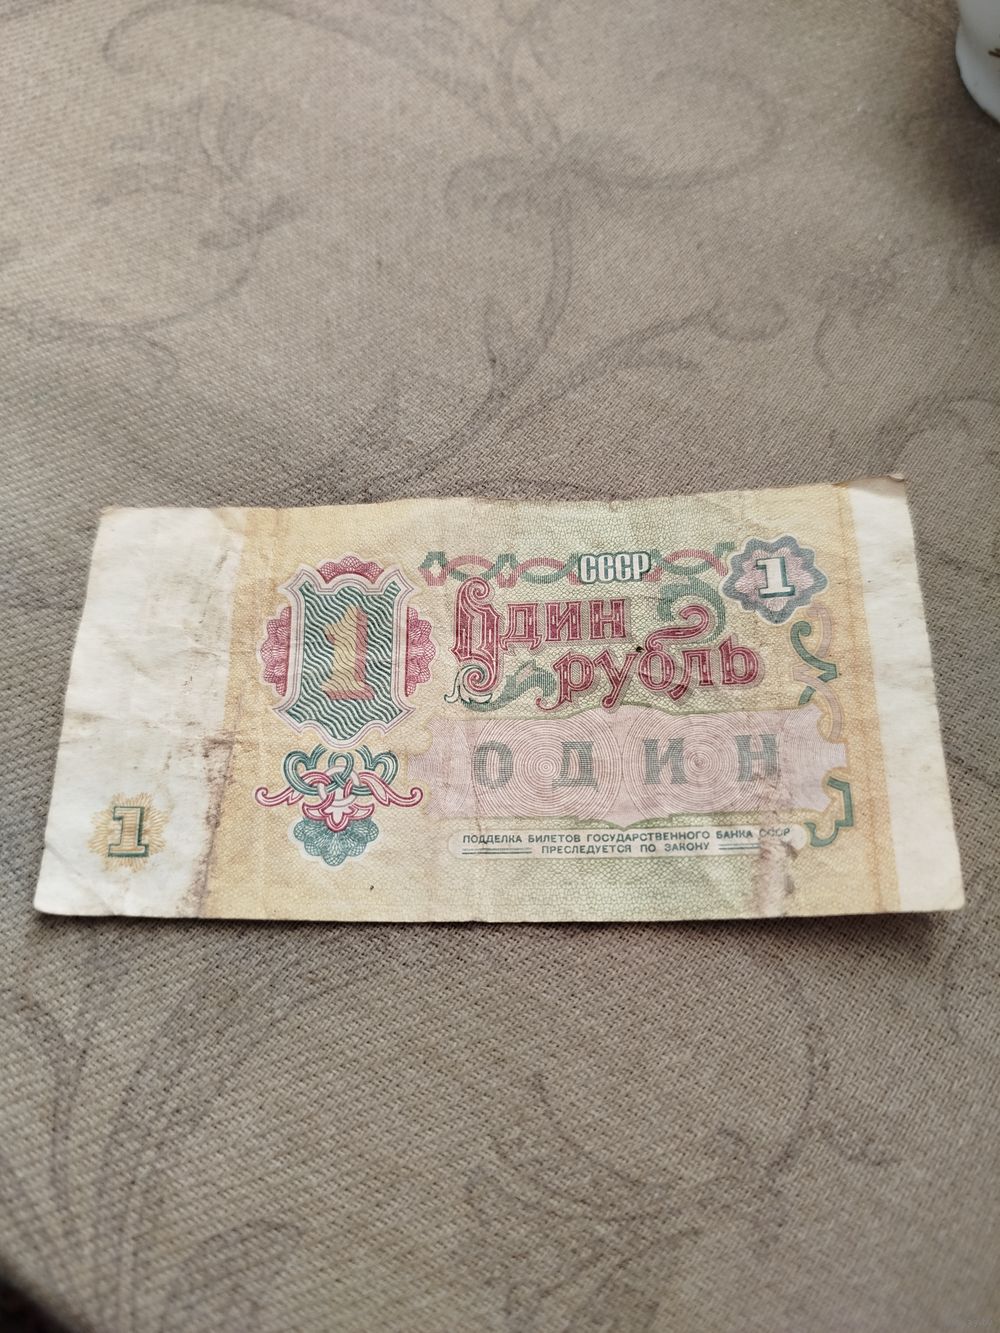 СССР
1
Один
рубль
1
ОДИН
ПОДДЕЛКА БИЛЕТОВ ГОСУДАРСТВЕННОГО БАНКА СССР
ПРЕСЛЕДУЕТСЯ ПО ЗАКОНУ
1